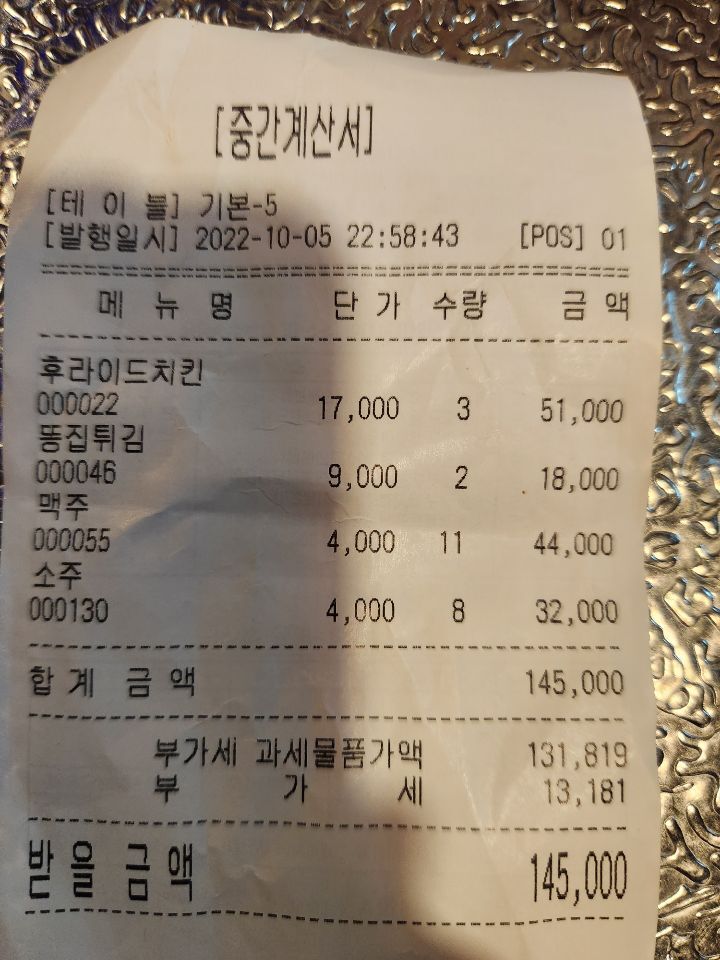 [중간계산서]
[테 이 블] 기본-5
[발행일시] 2022-10-05 22:58:43 [POS] 01
메 뉴 명 단 가 수량 금 액
후라이드치킨
000022 17,000 3 51,000
똥집튀김
000046 9,000 2 18,000
맥주
000055 4,000 11 44,000
소주
000130 4,000 8 32,000
합 계 금 액 145,000
부가세 과세물품가액 131,819
부 가 세 13,181
받 을 금 액 145,000